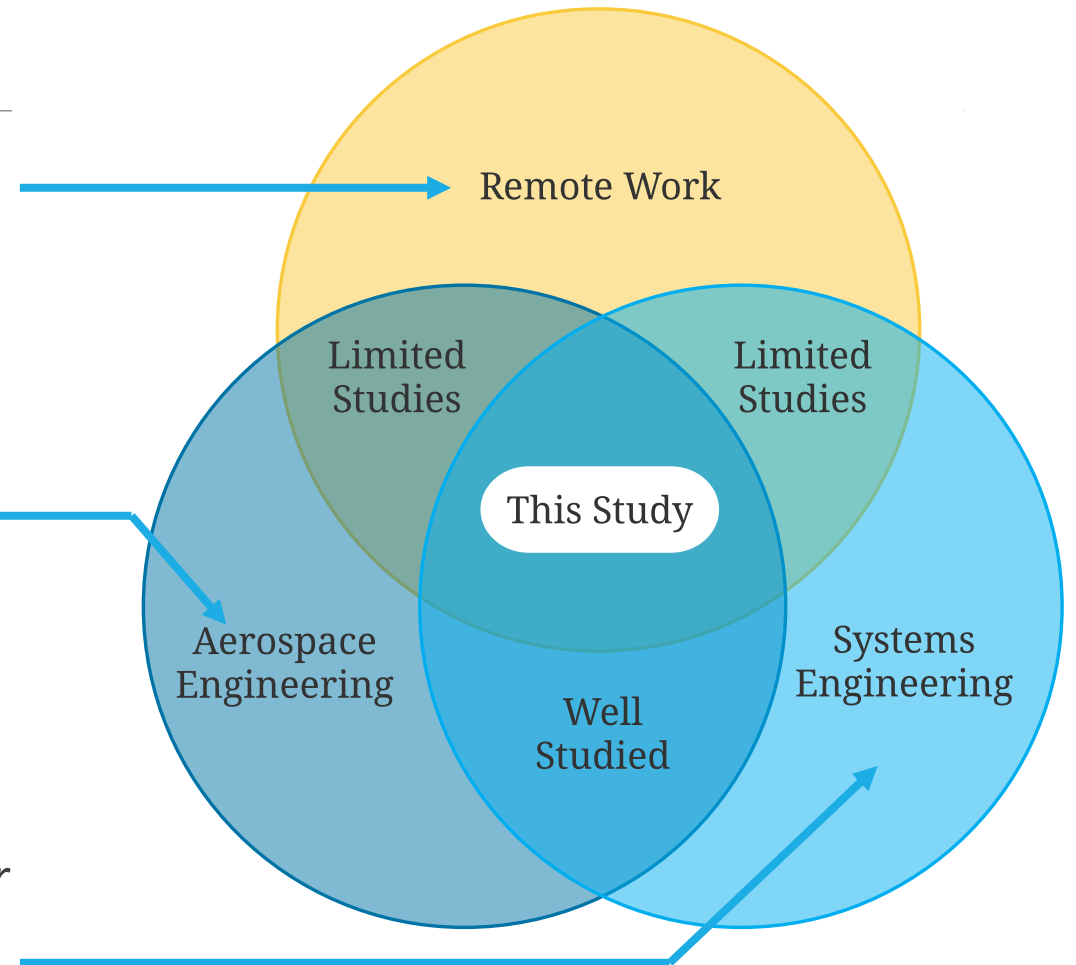 Remote Work
Limited
Studies
Limited
Studies
This Study
Aerospace
Engineering
Systems
Engineering
Well
Studied
r